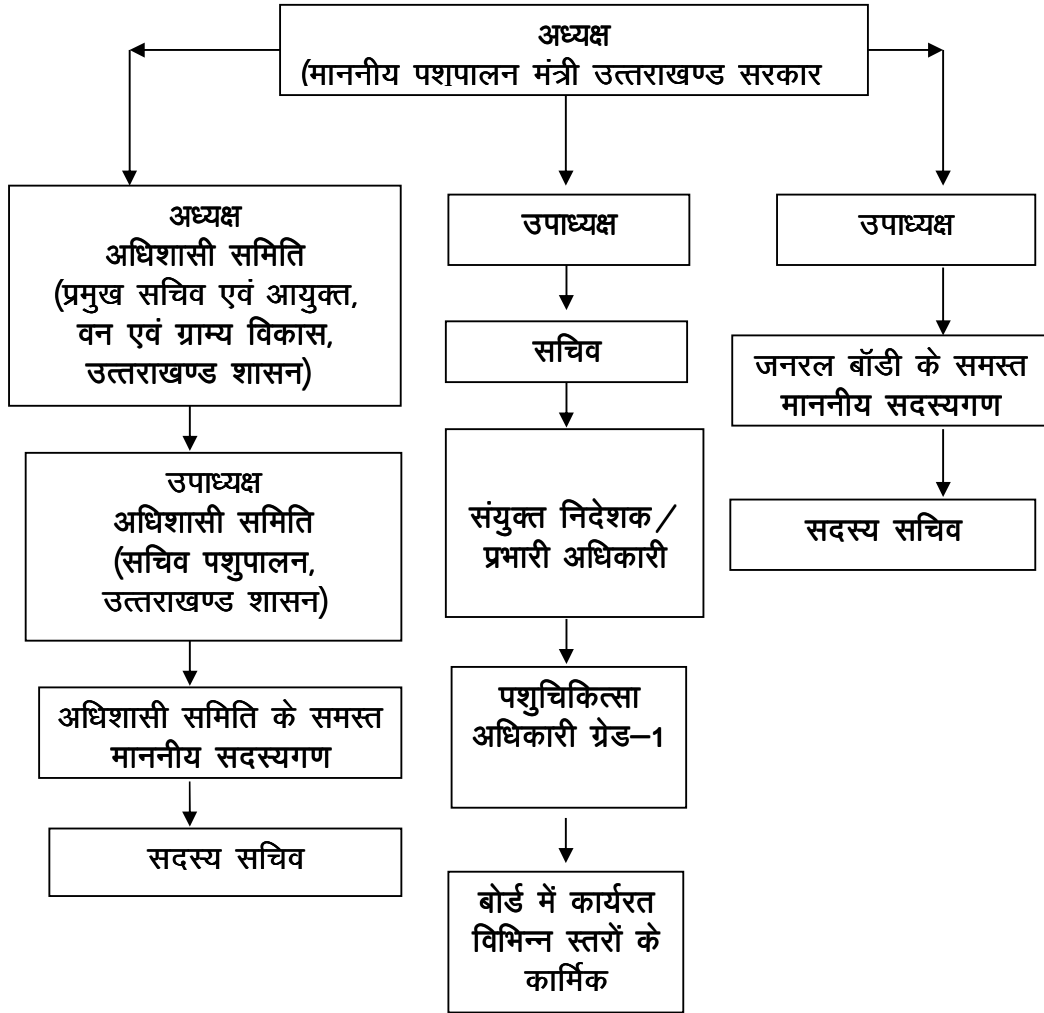 अध्यक्ष
(माननीय पशुपालन मंत्री उत्तराखण्ड सरकार
अध्यक्ष
अधिशासी समिति
(प्रमुख सचिव एवं आयुक्त,
वन एवं ग्राम्य विकास,
उत्तराखण्ड शासन)
उपाध्यक्ष
अधिशासी समिति
(सचिव पशुपालन,
उत्तराखण्ड शासन)
अधिशासी समिति के समस्त
माननीय सदस्यगण
सदस्य सचिव
उपाध्यक्ष
सचिव
संयुक्त निदेशक /
प्रभारी अधिकारी
पशुचिकित्सा
अधिकारी ग्रेड–1
बोर्ड में कार्यरत
विभिन्न स्तरों के
कार्मिक
उपाध्यक्ष
जनरल बॉडी के समस्त
माननीय सदस्यगण
सदस्य सचिव